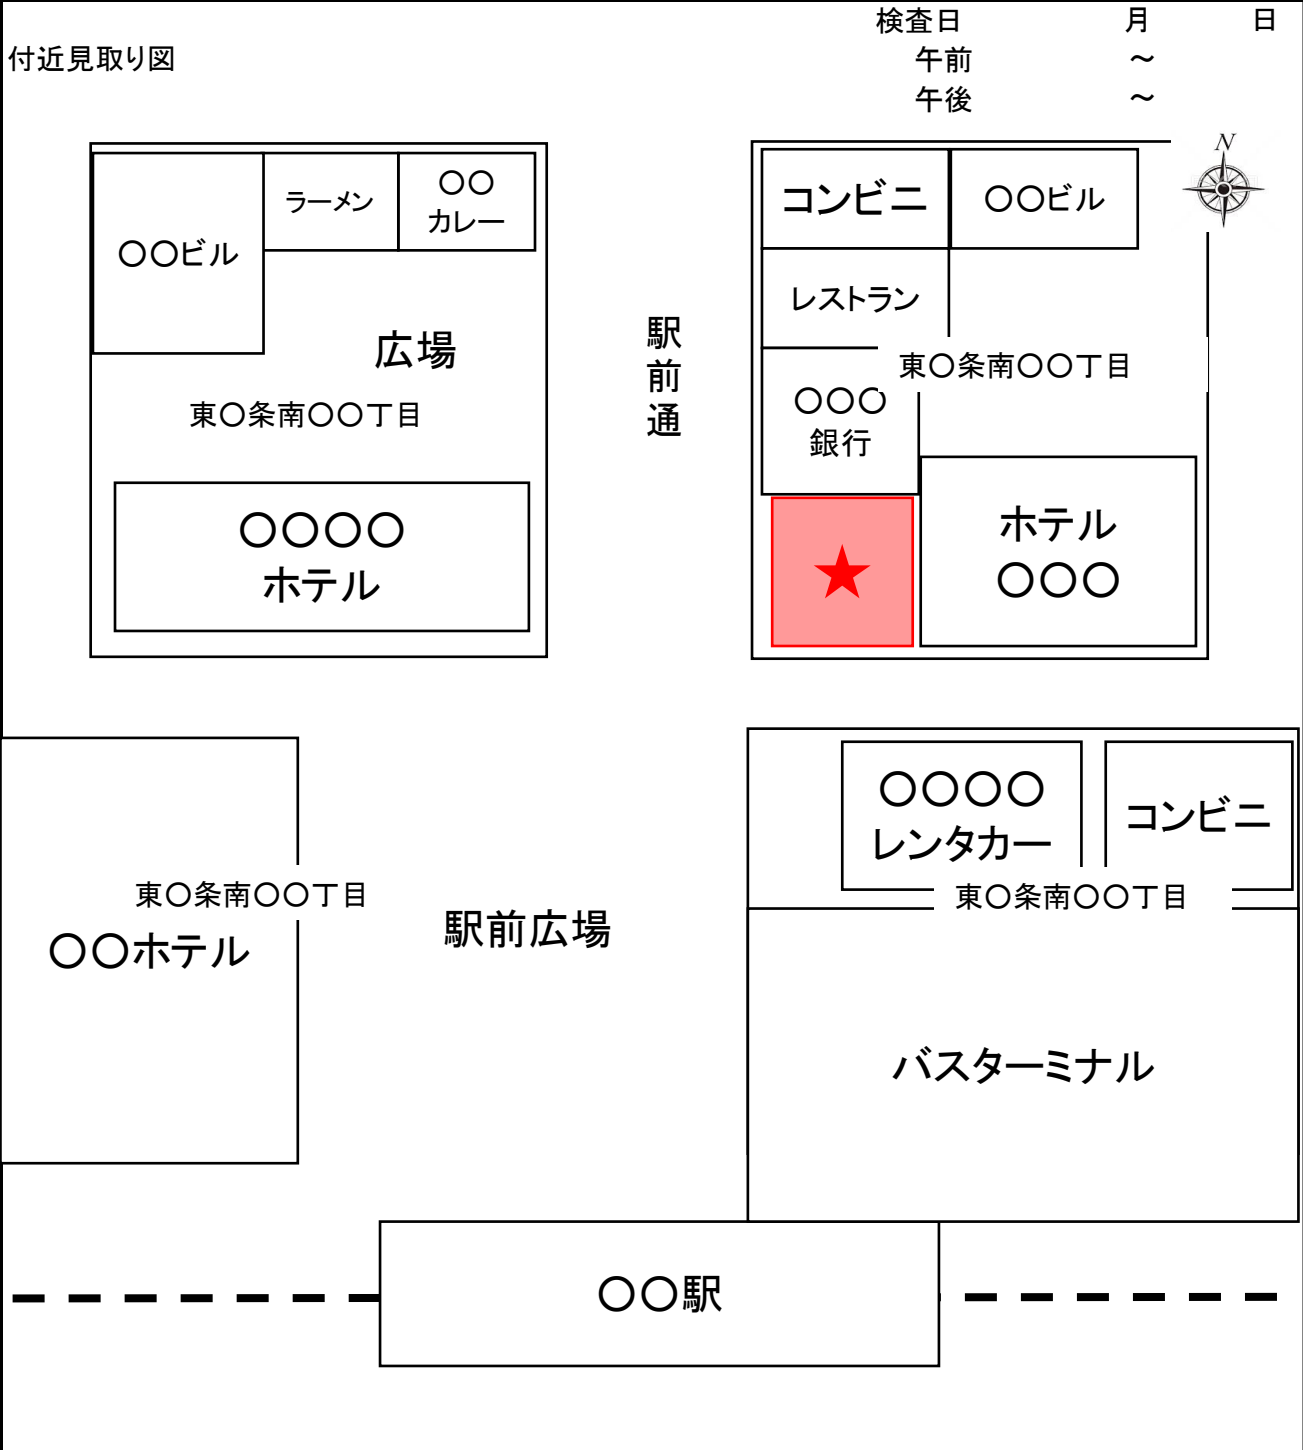 検査日 月 日
付近見取り図
午前 ~
午後 ~
N
〇〇ビル
ラーメン
〇〇
カレー
広場
東〇条南〇〇丁目
〇〇〇〇
ホテル
駅前通
コンビニ
〇〇ビル
レストラン
東〇条南〇〇丁目
〇〇〇
銀行
★
ホテル
〇〇〇
東〇条南〇〇丁目
〇〇ホテル
駅前広場
〇〇〇〇
レンタカー
コンビニ
東〇条南〇〇丁目
バスターミナル
〇〇駅